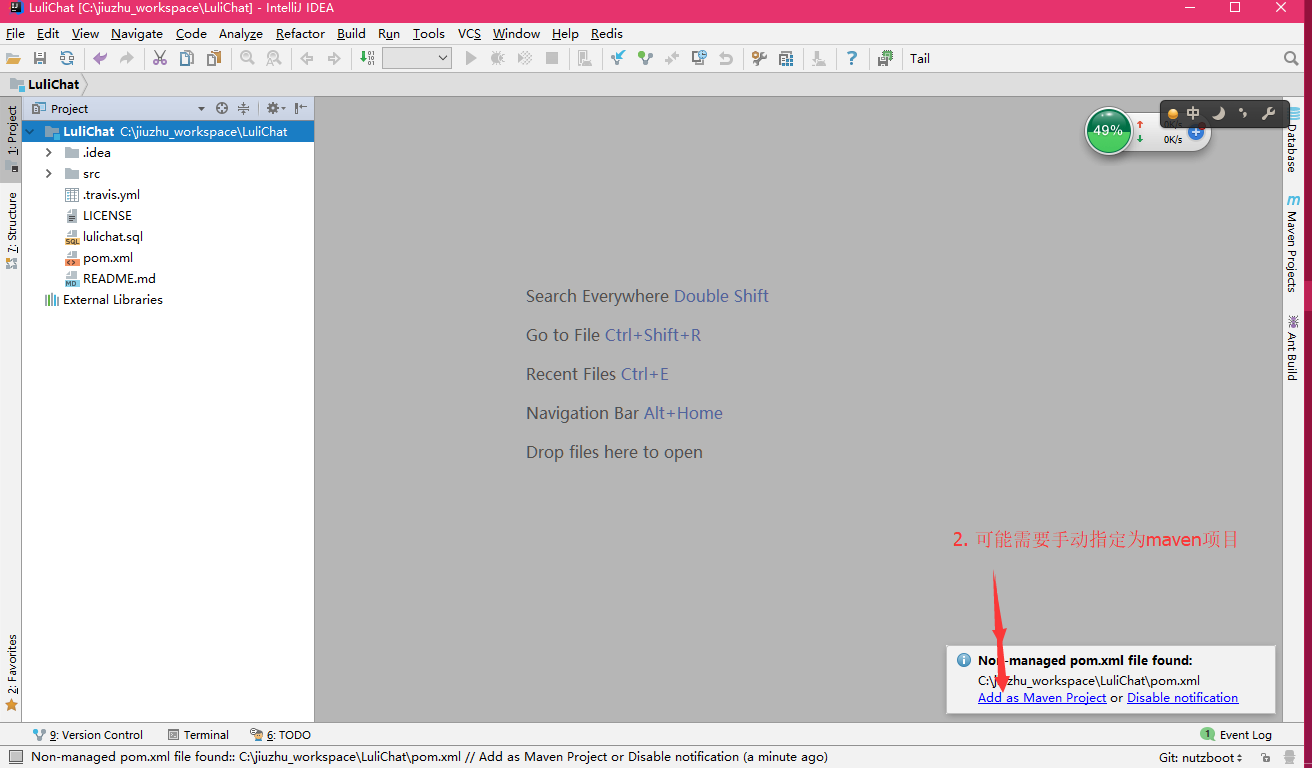 LuliChat [C:\jiuzhu_workspace\LuliChat] - IntelliJ IDEA
File Edit View Navigate Code Analyze Refactor Build Run Tools VCS Window Help Redis
Tail
LuliChat
1: Project
7: Structure
2: Favorites
Project
LuliChat C:\jiuzhu_workspace\LuliChat
.idea
src
.travis.yml
LICENSE
lulichat.sql
pom.xml
README.md
External Libraries
Search Everywhere Double Shift
Go to File Ctrl+Shift+R
Recent Files Ctrl+E
Navigation Bar Alt+Home
Drop files here to open
49%
中
0K/s
0K/s
Database
Maven Projects
Ant Build
2. 可能需要手动指定为maven项目
Non-managed pom.xml file found:
C:\jiuzhu_workspace\LuliChat\pom.xml
Add as Maven Project or Disable notification
9: Version Control Terminal 6: TODO 1 Event Log
Non-managed pom.xml file found:: C:\jiuzhu_workspace\LuliChat\pom.xml // Add as Maven Project or Disable notification (a minute ago) Git: nutzboot